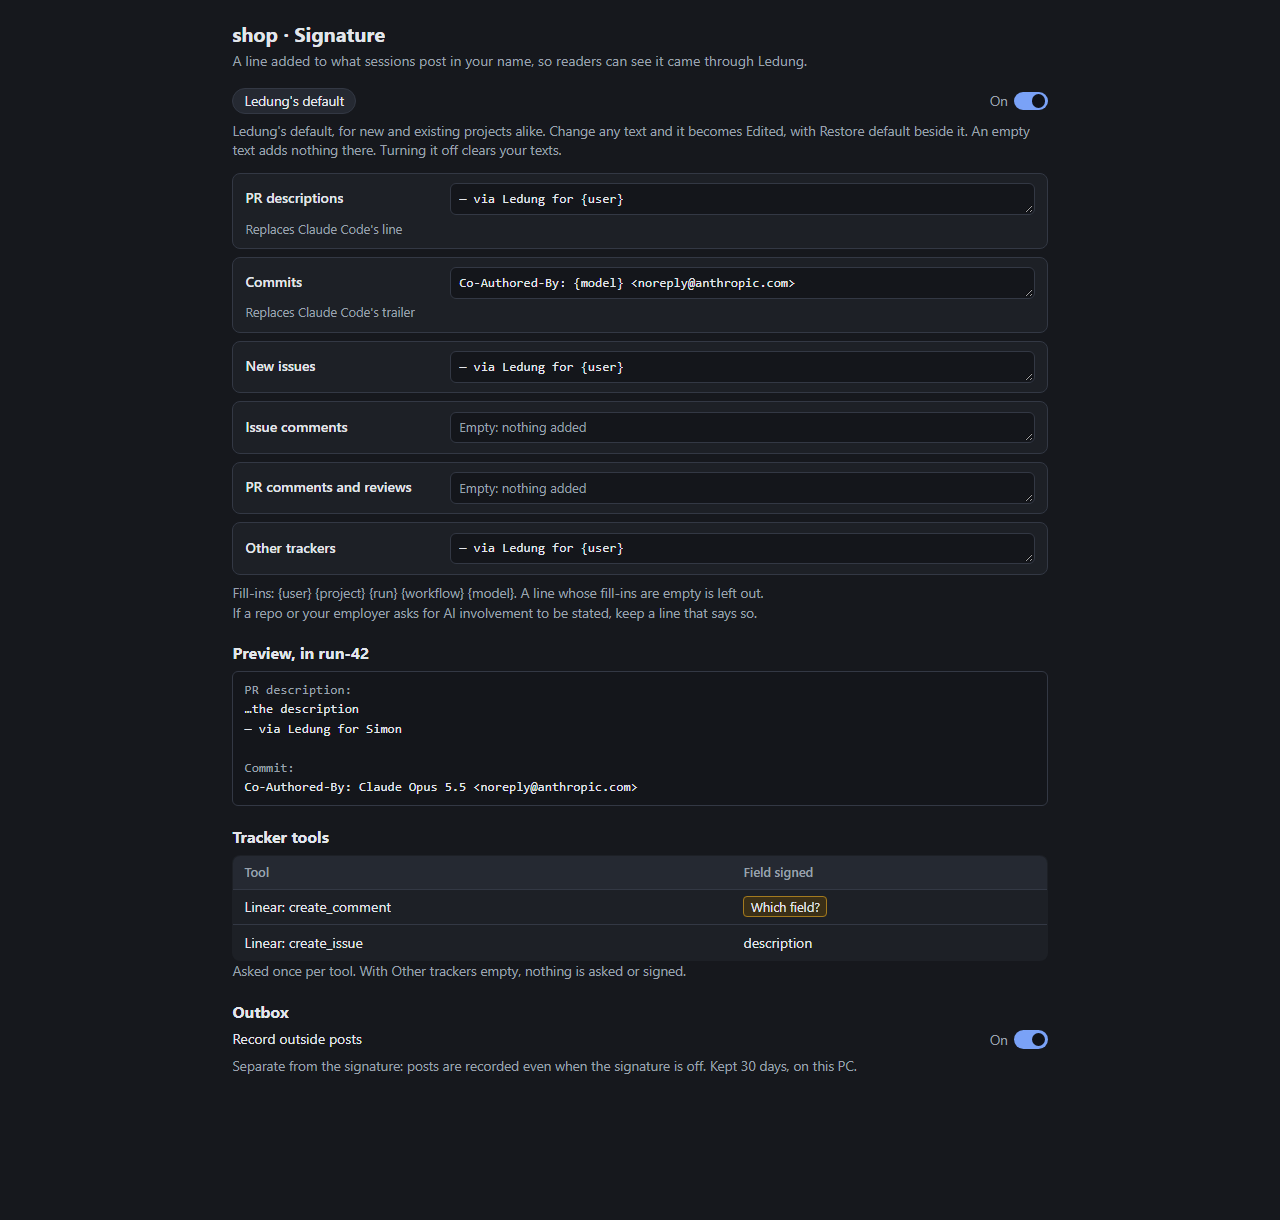 shop · Signature
A line added to what sessions post in your name, so readers can see it came through Ledung.
Ledung's default
On
Ledung's default, for new and existing projects alike. Change any text and it becomes Edited, with Restore default beside it. An empty
text adds nothing there. Turning it off clears your texts.
PR descriptions
— via Ledung for {user}
Replaces Claude Code's line
Commits
Co-Authored-By: {model} <noreply@anthropic.com>
Replaces Claude Code's trailer
New issues
— via Ledung for {user}
Issue comments
Empty: nothing added
PR comments and reviews
Empty: nothing added
Other trackers
— via Ledung for {user}
Fill-ins: {user} {project} {run} {workflow} {model}. A line whose fill-ins are empty is left out.
If a repo or your employer asks for AI involvement to be stated, keep a line that says so.
Preview, in run-42
PR description:
…the description
— via Ledung for Simon
Commit:
Co-Authored-By: Claude Opus 5.5 <noreply@anthropic.com>
Tracker tools
Tool
Field signed
Linear: create_comment
Which field?
Linear: create_issue
description
Asked once per tool. With Other trackers empty, nothing is asked or signed.
Outbox
Record outside posts
On
Separate from the signature: posts are recorded even when the signature is off. Kept 30 days, on this PC.